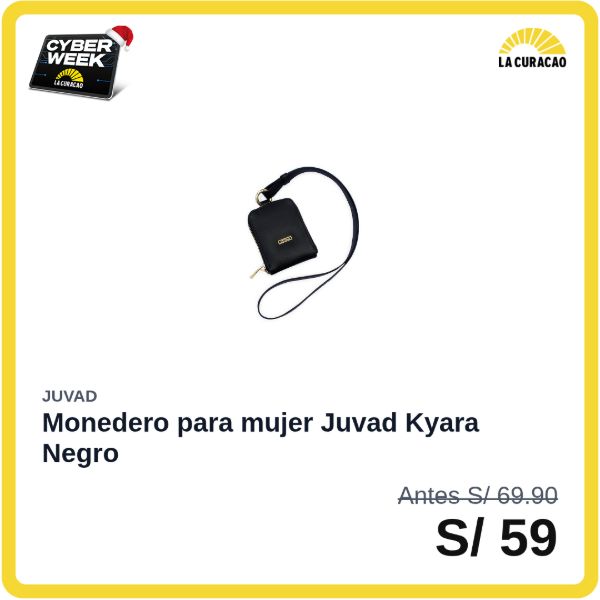 CYBER
WEEK
LA CURACAO
LA CURACAO
JUVAD
Monedero para mujer Juvad Kyara
Negro
Antes S/ 69.90
S/ 59